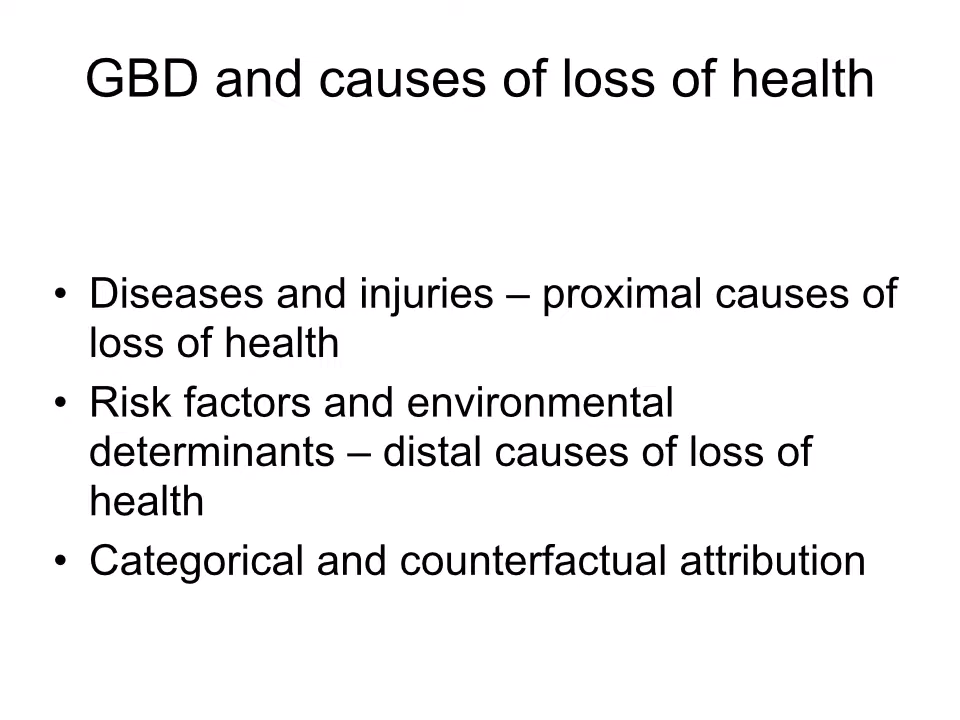 GBD and causes of loss of health
• Diseases and injuries – proximal causes of
loss of health
• Risk factors and environmental
determinants – distal causes of loss of
health
• Categorical and counterfactual attribution